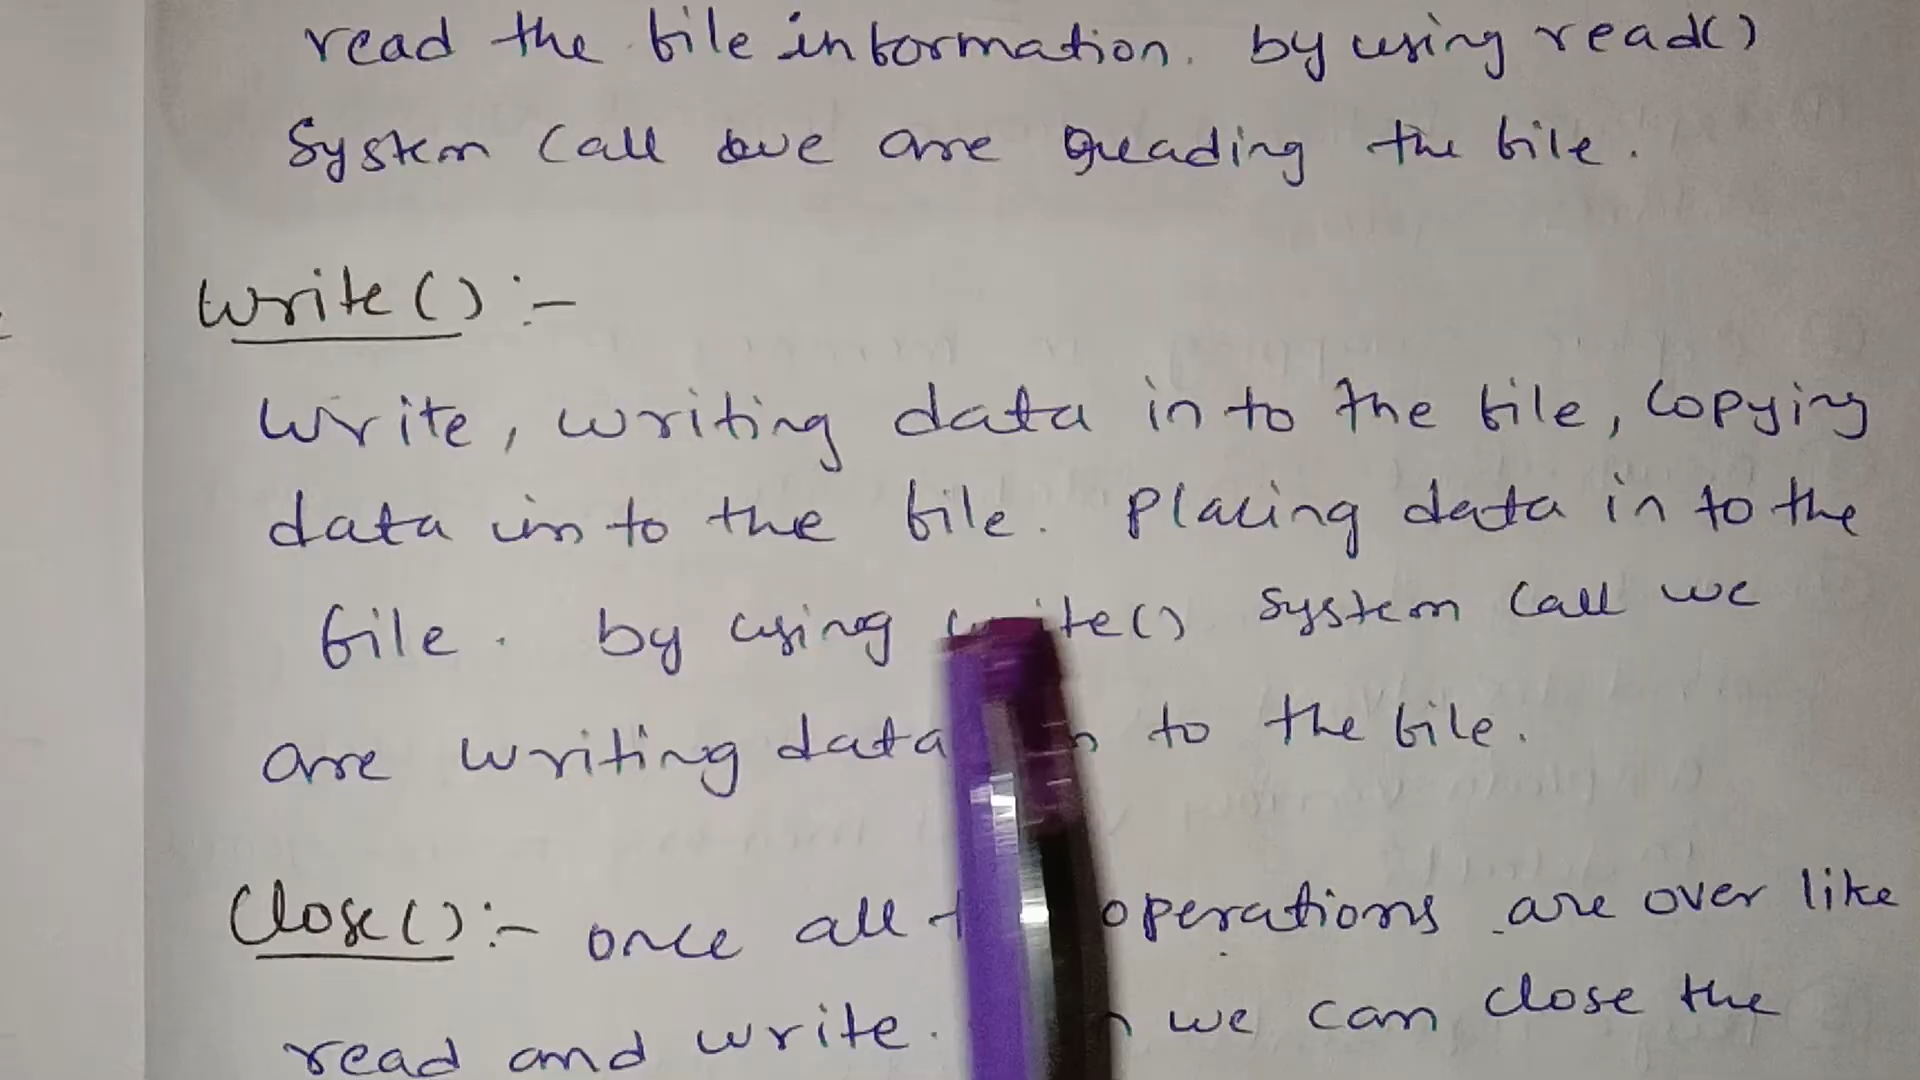 read the file information. by using read()
System Call we are reading the file.
write() :-
write, writing data in to the file, Copying
data in to the file. Placing data in to the
file. by using System Call we
are writing data to the file.
Close() :- once all operations are over like
read and write. we can close the